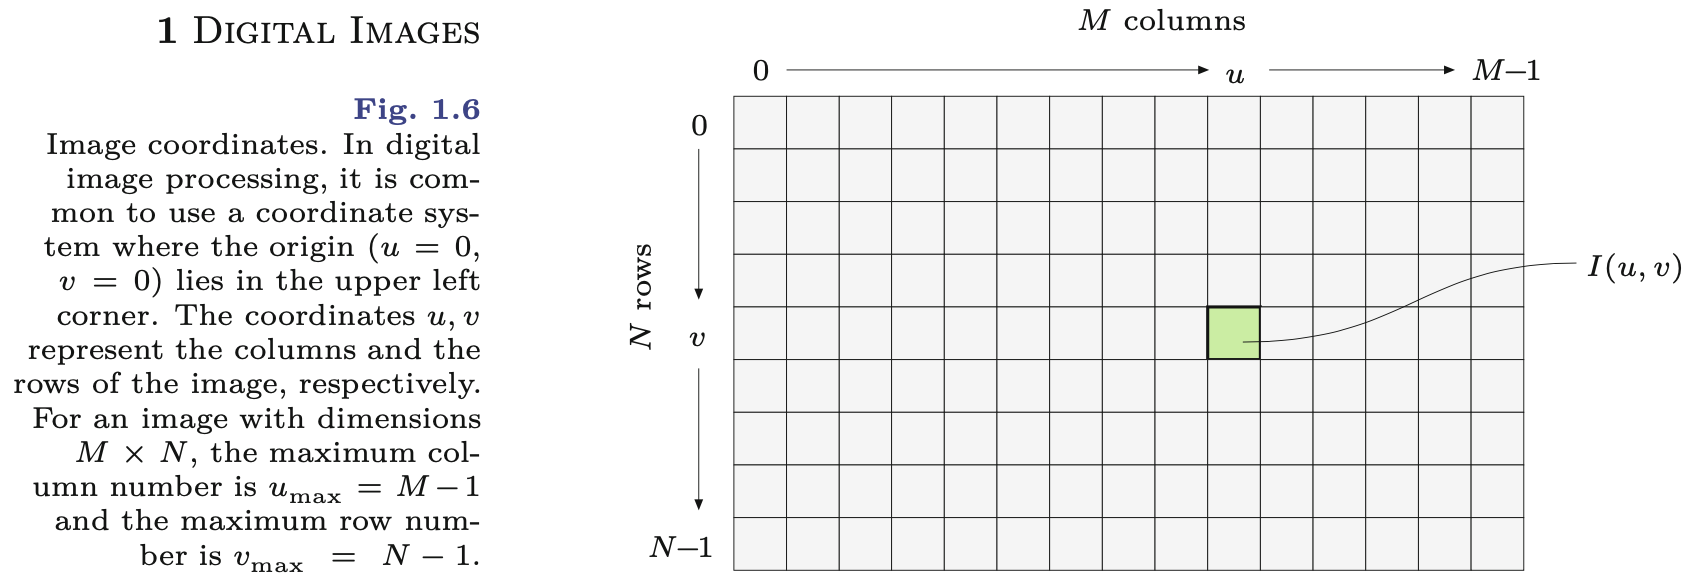 1 DIGITAL IMAGES
Fig. 1.6
Image coordinates. In digital
image processing, it is com-
mon to use a coordinate sys-
tem where the origin (u = 0,
v = 0) lies in the upper left
corner. The coordinates u, v
represent the columns and the
rows of the image, respectively.
For an image with dimensions
M × N, the maximum col-
umn number is u_max = M − 1
and the maximum row num-
ber is v_max = N − 1.
M columns
0 u M−1
0
N rows
v
N−1
I(u, v)